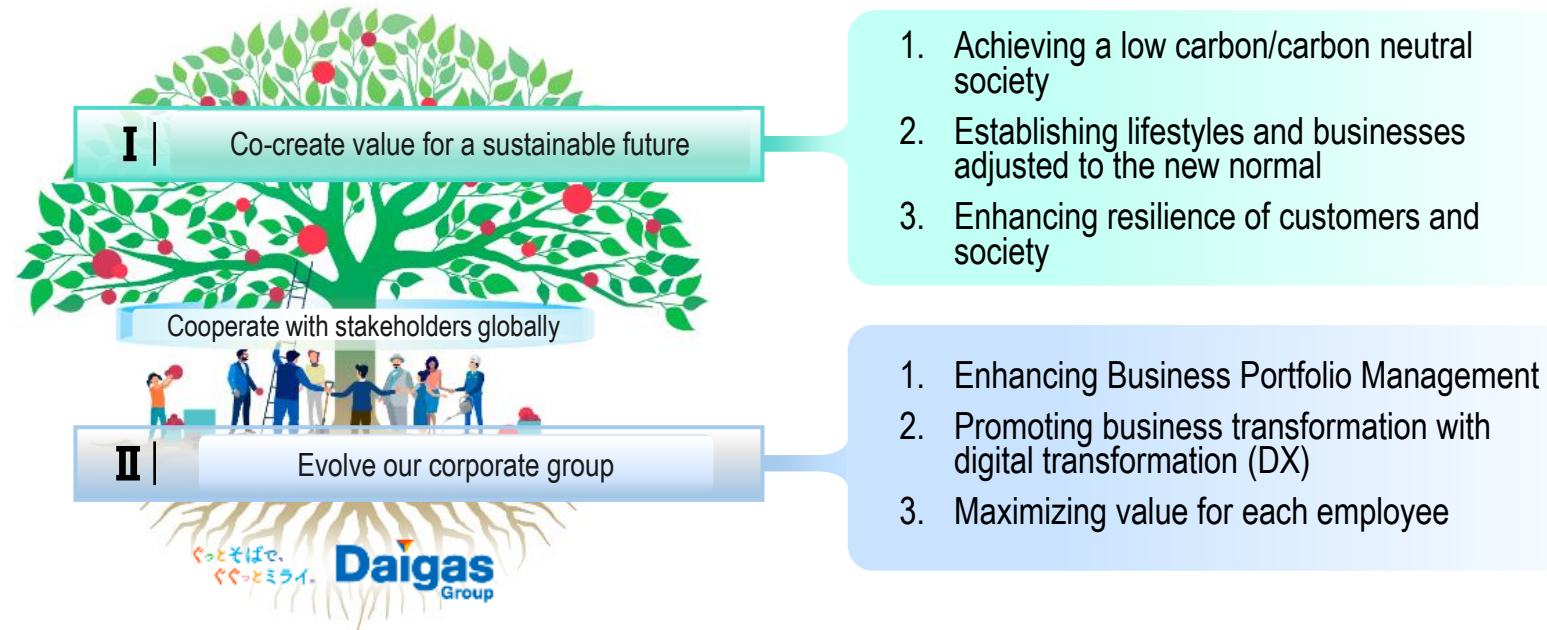 I
Co-create value for a sustainable future
1. Achieving a low carbon/carbon neutral
society
2. Establishing lifestyles and businesses
adjusted to the new normal
3. Enhancing resilience of customers and
society
Cooperate with stakeholders globally
II
Evolve our corporate group
1. Enhancing Business Portfolio Management
2. Promoting business transformation with
digital transformation (DX)
3. Maximizing value for each employee
ぐっとそばで、
ぐぐっとミライ。
Daigas
Group